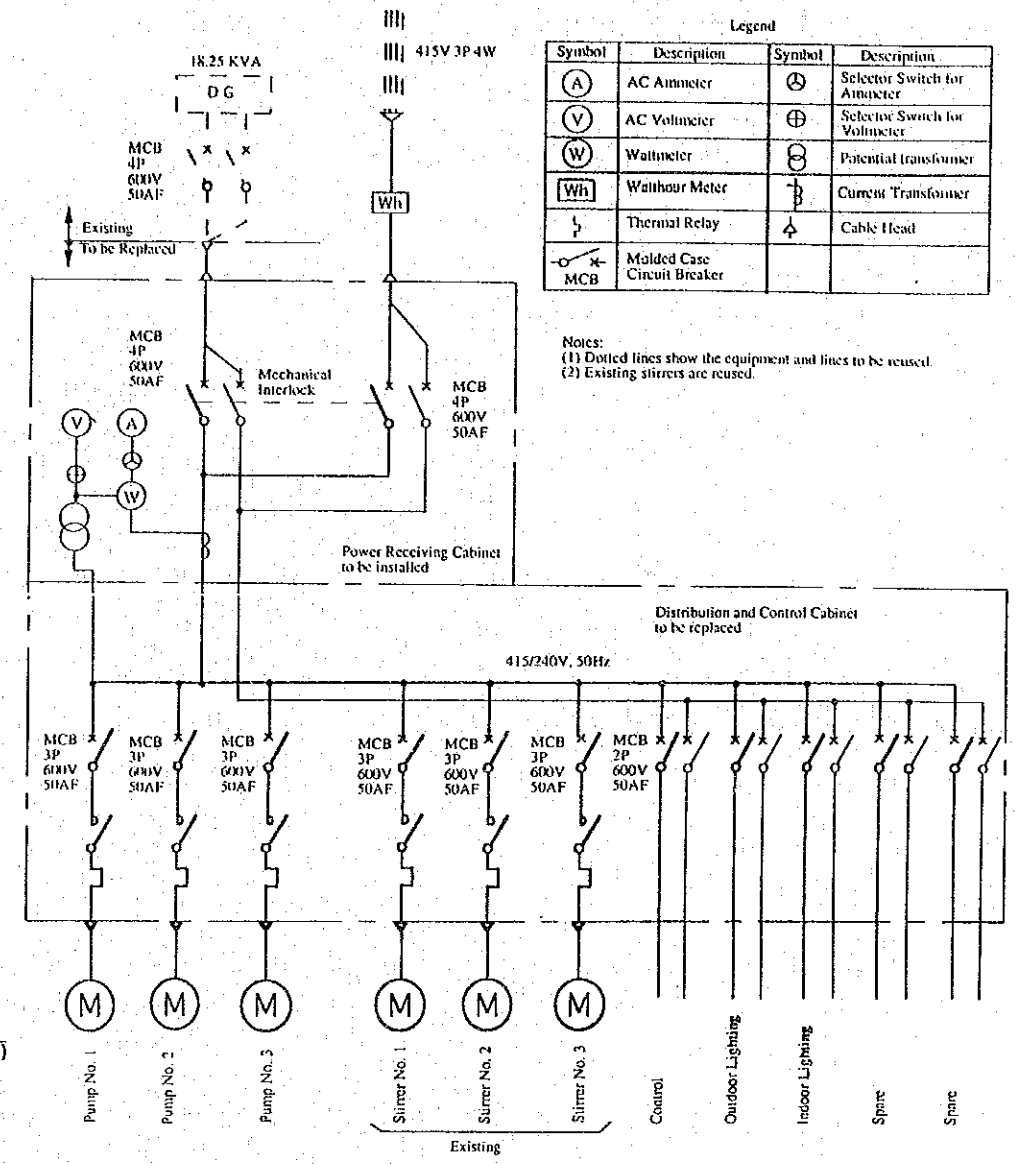 415V 3P 4W
18.25 KVA
D G
MCB
4P
600V
50AF
Wh
Existing
To be Replaced
Legend
Symbol Description Symbol Description
A AC Ammeter Selector Switch for
Ammeter
V AC Voltmeter Selector Switch for
Voltmeter
W Wattmeter Potential transformer
Wh Watthour Meter Current Transformer
Thermal Relay Cable Head
MCB Molded Case
Circuit Breaker
Notes:
(1) Dotted lines show the equipment and lines to be reused.
(2) Existing stirrers are reused.
MCB
4P
600V
50AF
Mechanical
Interlock
MCB
4P
600V
50AF
V A
W
Power Receiving Cabinet
to be installed
Distribution and Control Cabinet
to be replaced
415/240V, 50Hz
MCB
3P
600V
50AF
MCB
3P
600V
50AF
MCB
3P
600V
50AF
MCB
3P
600V
50AF
MCB
3P
600V
50AF
MCB
3P
600V
50AF
MCB
2P
600V
50AF
M M M M M M
)
Pump No. 1
Pump No. 2
Pump No. 3
Stirrer No. 1
Stirrer No. 2
Stirrer No. 3
Control
Outdoor Lighting
Indoor Lighting
Spare
Spare
Existing